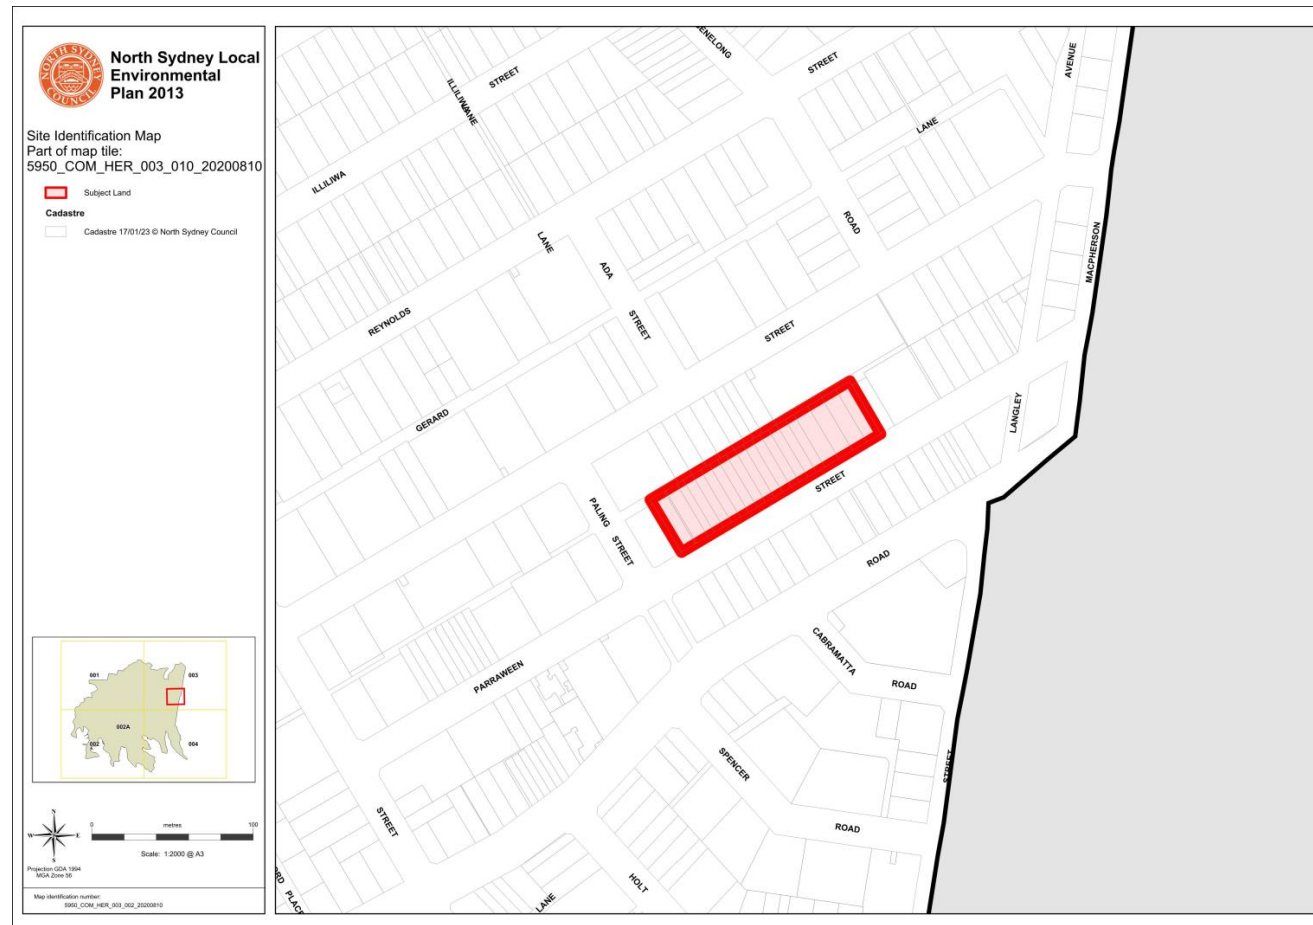 NORTH SYDNEY COUNCIL
North Sydney Local
Environmental
Plan 2013
Site Identification Map
Part of map tile:
5950_COM_HER_003_010_20200810
Subject Land
Cadastre
Cadastre 17/01/23 © North Sydney Council
001
003
002A
002
004
N
W
E
S
0
metres
100
Scale: 1:2000 @ A3
Projection GDA 1994
MGA Zone 56
Map identification number:
5950_COM_HER_003_002_20200810
ENELONG
STREET
STREET
AVENUE
ILLILIWA
LANE
LANE
ILLILIWA
ROAD
LANE
ADA
MACPHERSON
REYNOLDS
STREET
STREET
GERARD
LANGLEY
STREET
PALING
STREET
ROAD
CABRAMATTA
PARRAWEEN
ROAD
SPENCER
STREET
STREET
ROAD
HOLT
LANE
RD
PLACE